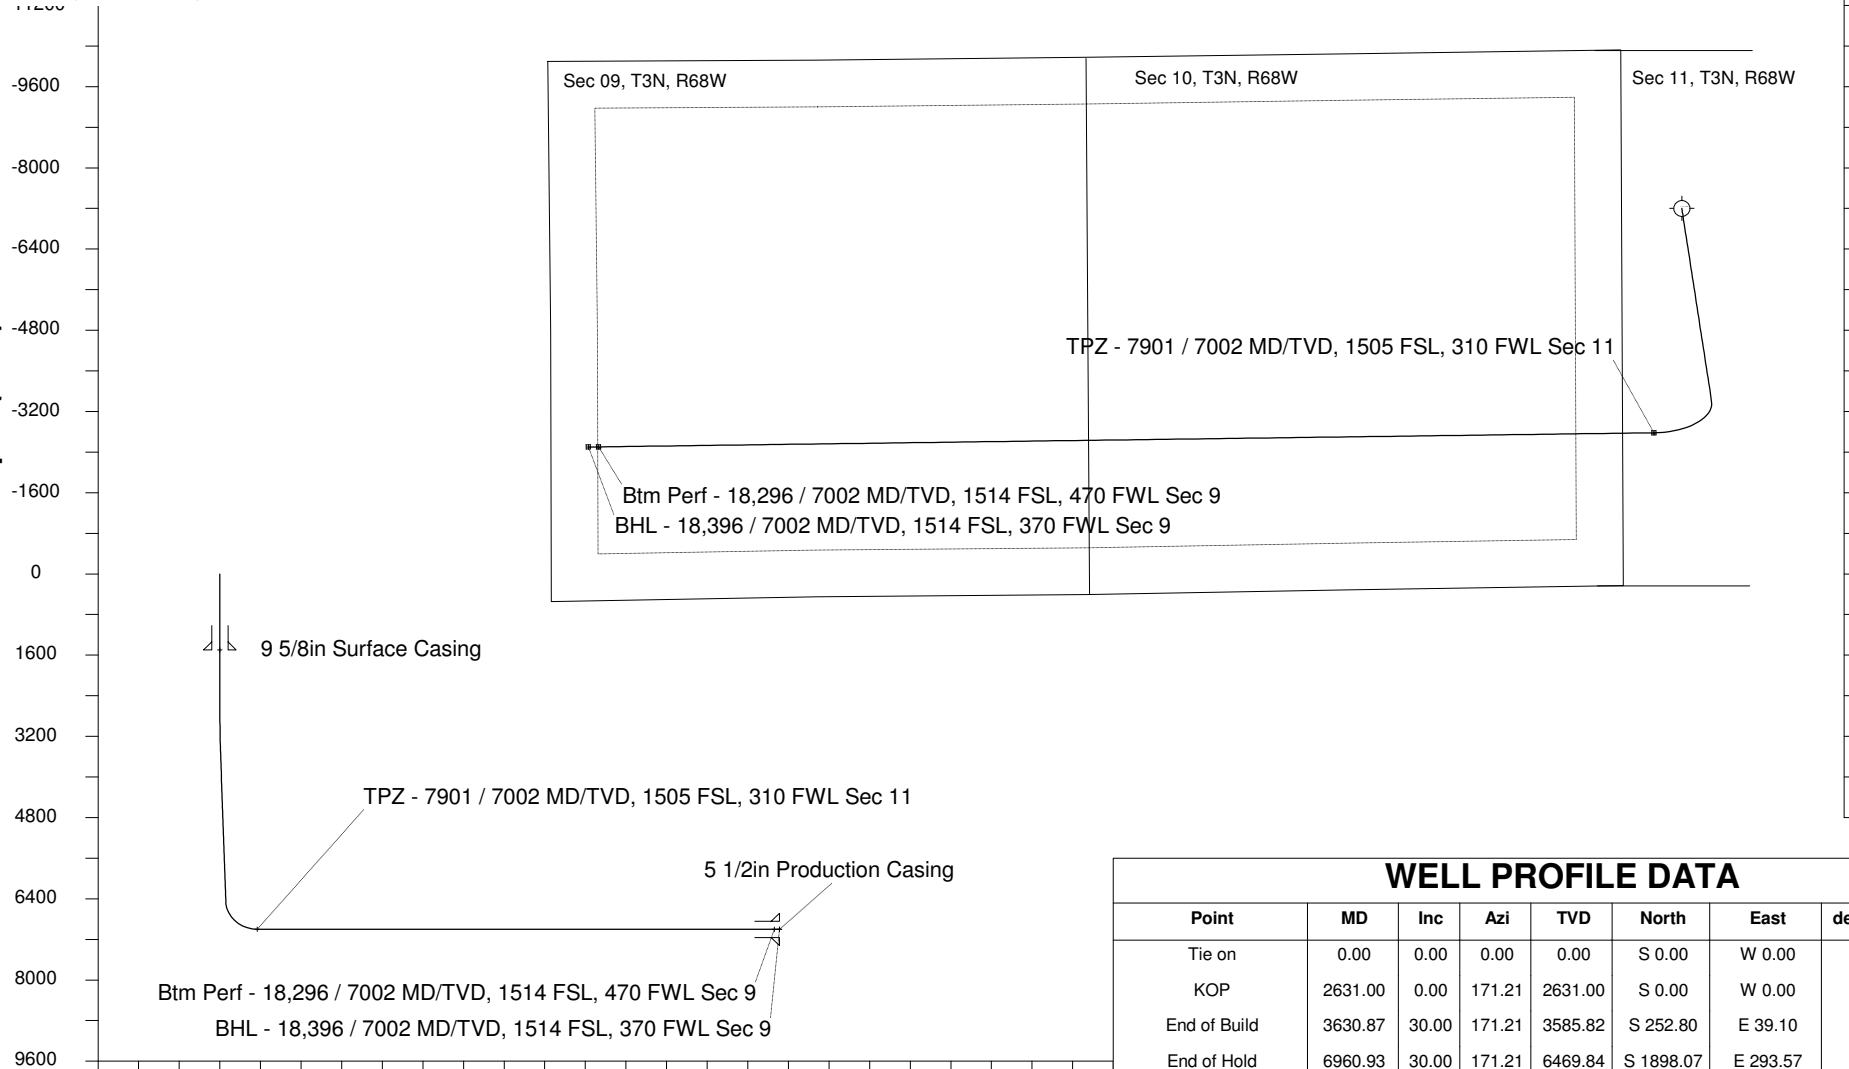 -9600
-8000
-6400
-4800
-3200
-1600
0
1600
3200
4800
6400
8000
9600
Sec 09, T3N, R68W
Sec 10, T3N, R68W
Sec 11, T3N, R68W
TPZ - 7901 / 7002 MD/TVD, 1505 FSL, 310 FWL Sec 11
Btm Perf - 18,296 / 7002 MD/TVD, 1514 FSL, 470 FWL Sec 9
BHL - 18,396 / 7002 MD/TVD, 1514 FSL, 370 FWL Sec 9
9 5/8in Surface Casing
TPZ - 7901 / 7002 MD/TVD, 1505 FSL, 310 FWL Sec 11
5 1/2in Production Casing
Btm Perf - 18,296 / 7002 MD/TVD, 1514 FSL, 470 FWL Sec 9
BHL - 18,396 / 7002 MD/TVD, 1514 FSL, 370 FWL Sec 9
WELL PROFILE DATA
Point MD Inc Azi TVD North East
Tie on 0.00 0.00 0.00 0.00 S 0.00 W 0.00
KOP 2631.00 0.00 171.21 2631.00 S 0.00 W 0.00
End of Build 3630.87 30.00 171.21 3585.82 S 252.80 E 39.10
End of Hold 6960.93 30.00 171.21 6469.84 S 1898.07 E 293.57